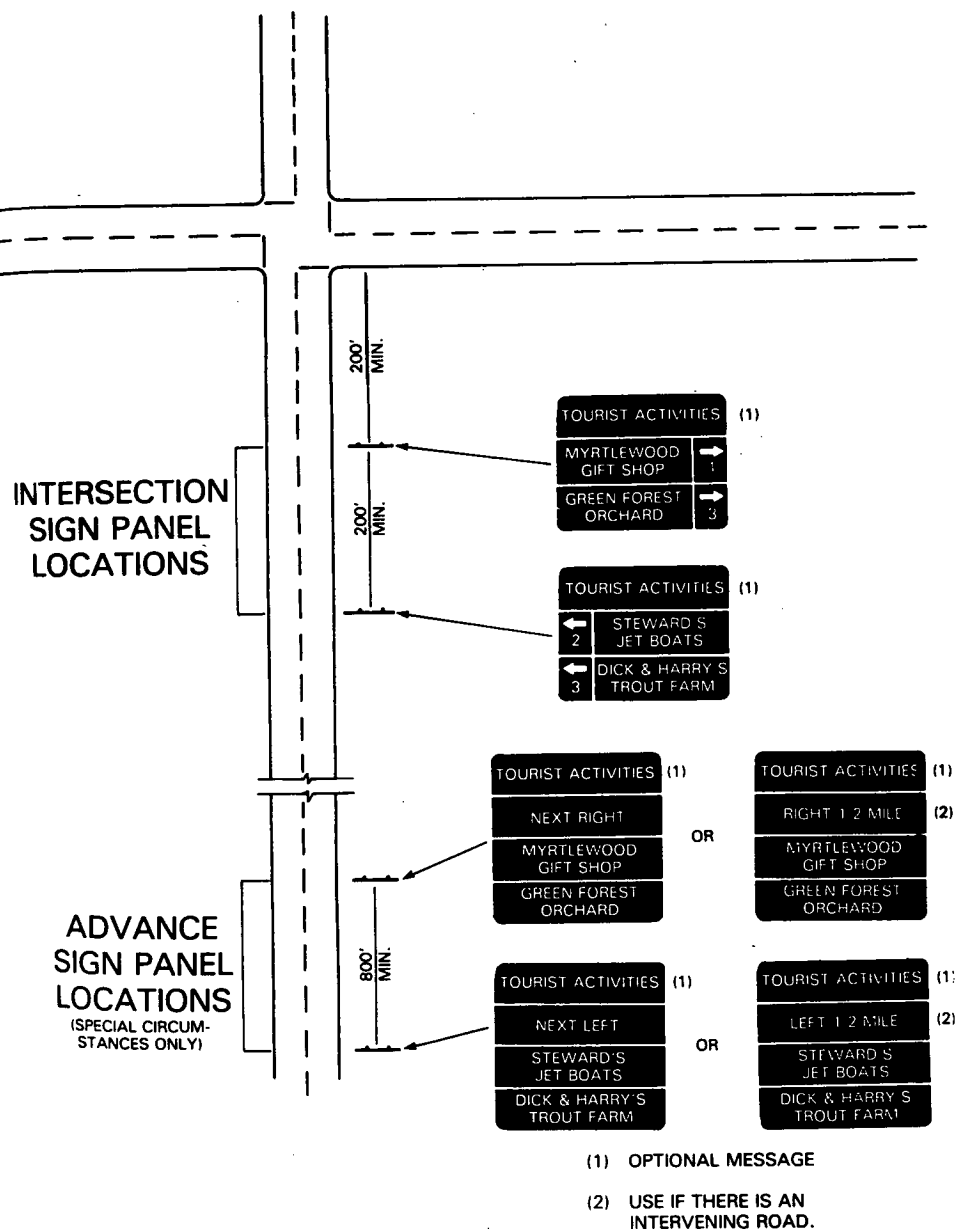 200'
MIN.
TOURIST ACTIVITIES (1)
MYRTLEWOOD
GIFT SHOP
1
GREEN FOREST
ORCHARD
3
INTERSECTION
SIGN PANEL
LOCATIONS
200'
MIN.
TOURIST ACTIVITIES (1)
2
STEWARD S
JET BOATS
3
DICK & HARRY S
TROUT FARM
TOURIST ACTIVITIES (1)
NEXT RIGHT
MYRTLEWOOD
GIFT SHOP
GREEN FOREST
ORCHARD
OR
TOURIST ACTIVITIES (1)
RIGHT 1 2 MILE (2)
MYRTLEWOOD
GIFT SHOP
GREEN FOREST
ORCHARD
ADVANCE
SIGN PANEL
LOCATIONS
(SPECIAL CIRCUM-
STANCES ONLY)
800'
MIN.
TOURIST ACTIVITIES (1)
NEXT LEFT
STEWARD'S
JET BOATS
DICK & HARRY'S
TROUT FARM
OR
TOURIST ACTIVITIES (1)
LEFT 1 2 MILE (2)
STEWARD S
JET BOATS
DICK & HARRY S
TROUT FARM
(1) OPTIONAL MESSAGE
(2) USE IF THERE IS AN
INTERVENING ROAD.